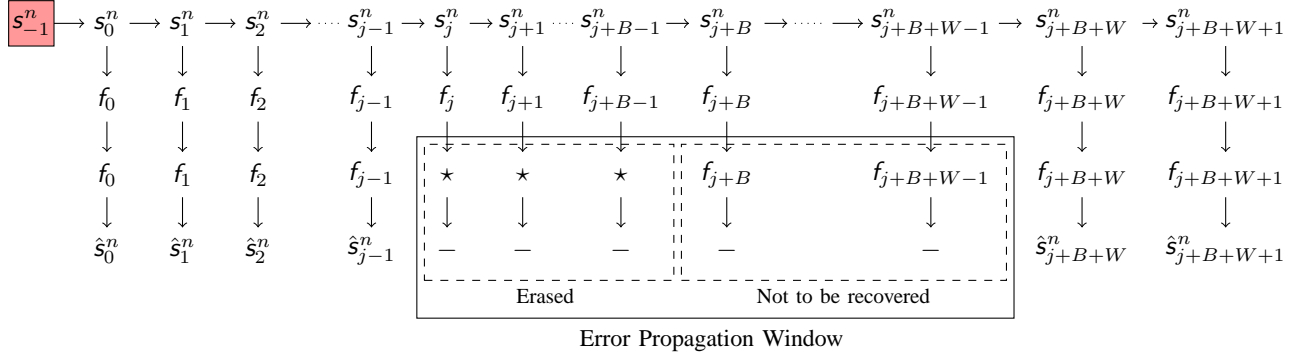 s^n_{-1} → s^n_0 → s^n_1 → s^n_2 → ···· s^n_{j-1} → s^n_j → s^n_{j+1} ···· s^n_{j+B-1} → s^n_{j+B} → ····· → s^n_{j+B+W-1} → s^n_{j+B+W} → s^n_{j+B+W+1}
f_0 f_1 f_2 f_{j-1} f_j f_{j+1} f_{j+B-1} f_{j+B} f_{j+B+W-1} f_{j+B+W} f_{j+B+W+1}
f_0 f_1 f_2 f_{j-1} ⋆ ⋆ ⋆ f_{j+B} f_{j+B+W-1} f_{j+B+W} f_{j+B+W+1}
ŝ^n_0 ŝ^n_1 ŝ^n_2 ŝ^n_{j-1} − − − − − ŝ^n_{j+B+W} ŝ^n_{j+B+W+1}
Erased Not to be recovered
Error Propagation Window